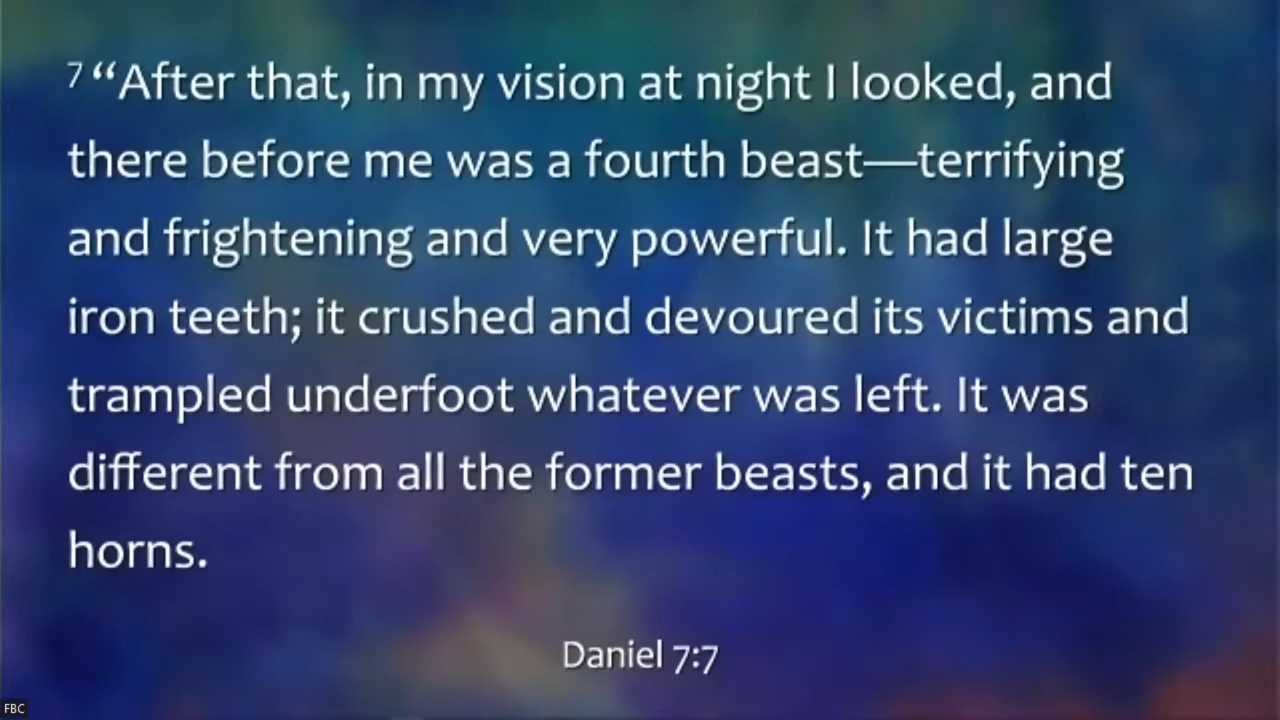 7 “After that, in my vision at night I looked, and
there before me was a fourth beast—terrifying
and frightening and very powerful. It had large
iron teeth; it crushed and devoured its victims and
trampled underfoot whatever was left. It was
different from all the former beasts, and it had ten
horns.
Daniel 7:7
FBC